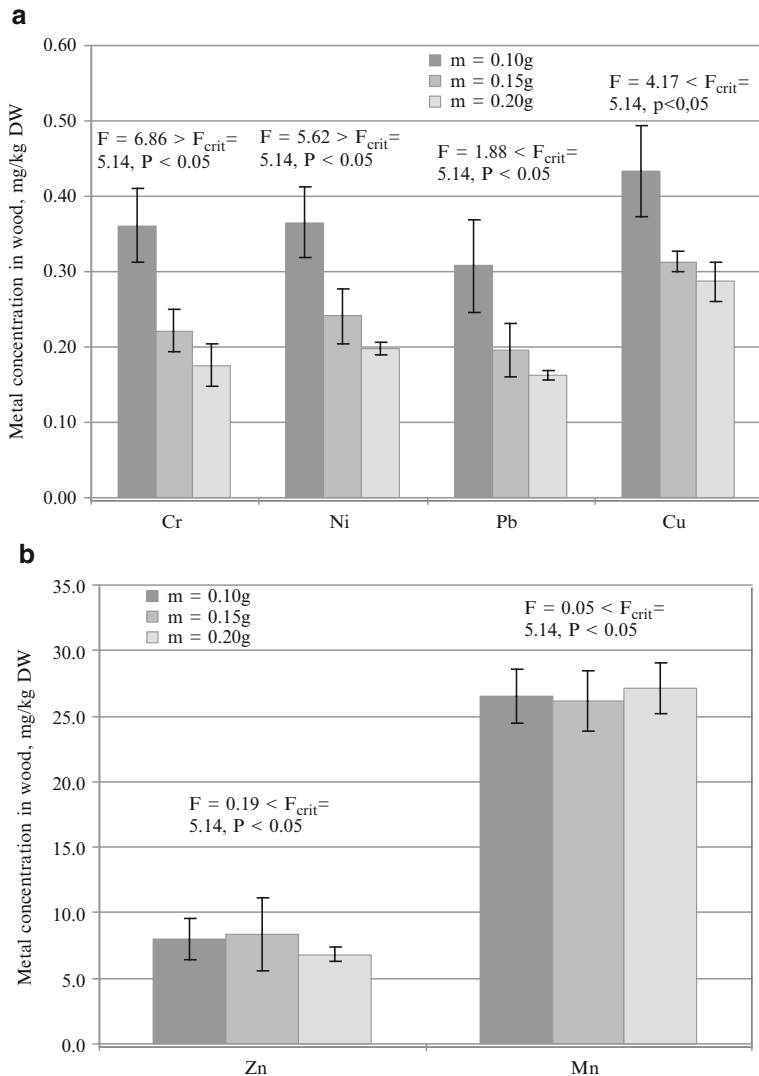 a
Metal concentration in wood, mg/kg DW
0.60
0.50
0.40
0.30
0.20
0.10
0.00
m = 0.10g
m = 0.15g
m = 0.20g
F = 6.86 > Fcrit=
5.14, P < 0.05
F = 5.62 > Fcrit=
5.14, P < 0.05
F = 1.88 < Fcrit=
5.14, P < 0.05
F = 4.17 < Fcrit=
5.14, p<0,05
Cr
Ni
Pb
Cu
b
Metal concentration in wood, mg/kg DW
35.0
30.0
25.0
20.0
15.0
10.0
5.0
0.0
m = 0.10g
m = 0.15g
m = 0.20g
F = 0.19 < Fcrit=
5.14, P < 0.05
F = 0.05 < Fcrit=
5.14, P < 0.05
Zn
Mn